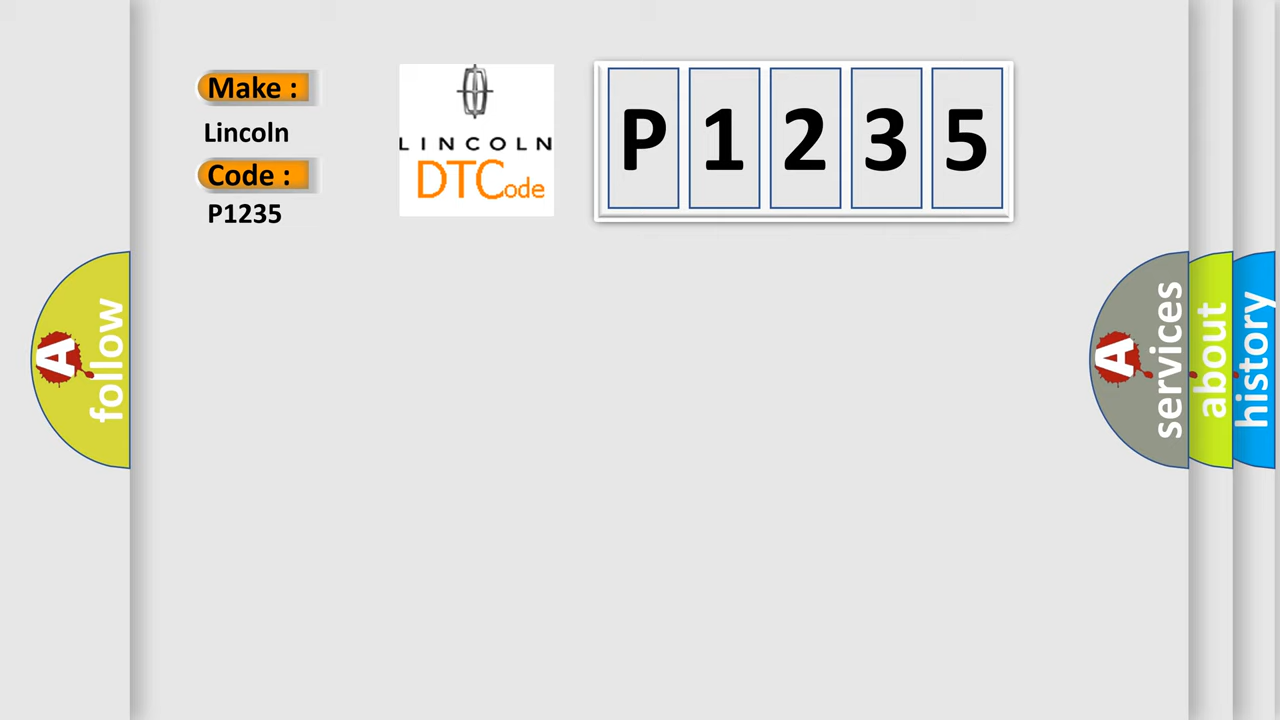 Make :
Lincoln
Code :
P1235
LINCOLN
DTCode
P 1 2 3 5
A follow
A services
about
history